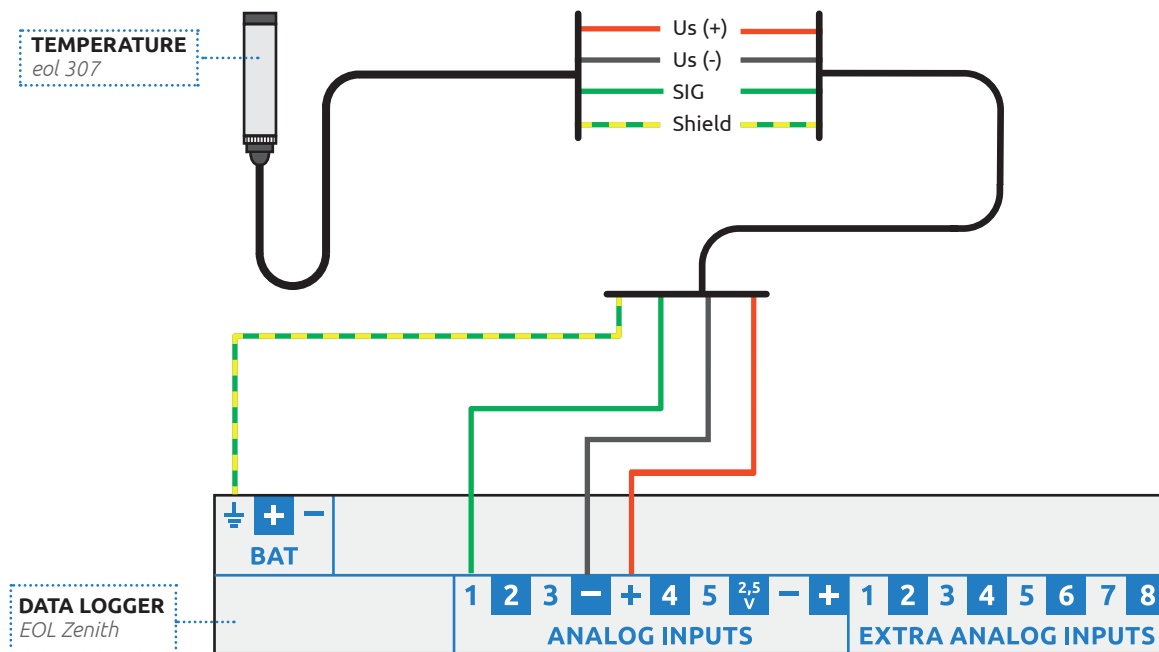 TEMPERATURE
eol 307
Us (+)
Us (-)
SIG
Shield
+ −
BAT
DATA LOGGER
EOL Zenith
1 2 3 − + 4 5 2,5 V − + 1 2 3 4 5 6 7 8
ANALOG INPUTS EXTRA ANALOG INPUTS